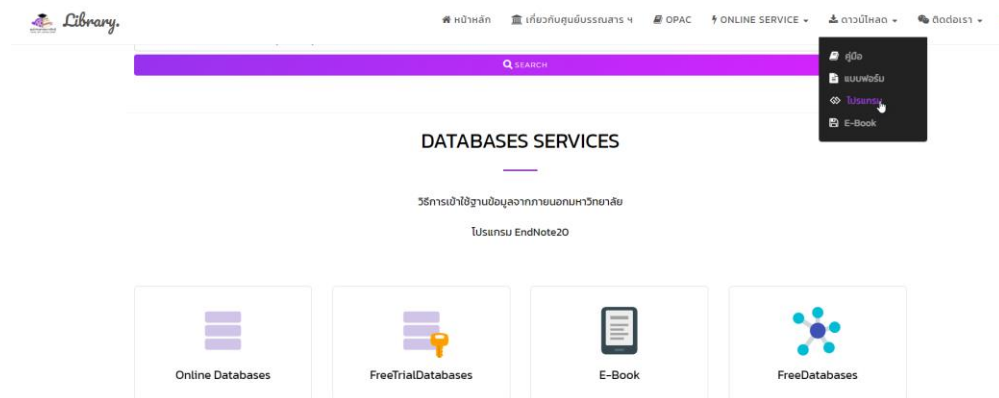 Library.
หน้าหลัก
เกี่ยวกับศูนย์บรรณสาร ฯ
OPAC
ONLINE SERVICE
ดาวน์โหลด
ติดต่อเรา
คู่มือ
แบบฟอร์ม
โปรแกรม
E-Book
SEARCH
DATABASES SERVICES
วิธีการเข้าใช้ฐานข้อมูลจากภายนอกมหาวิทยาลัย
โปรแกรม EndNote20
Online Databases
FreeTrialDatabases
E-Book
FreeDatabases